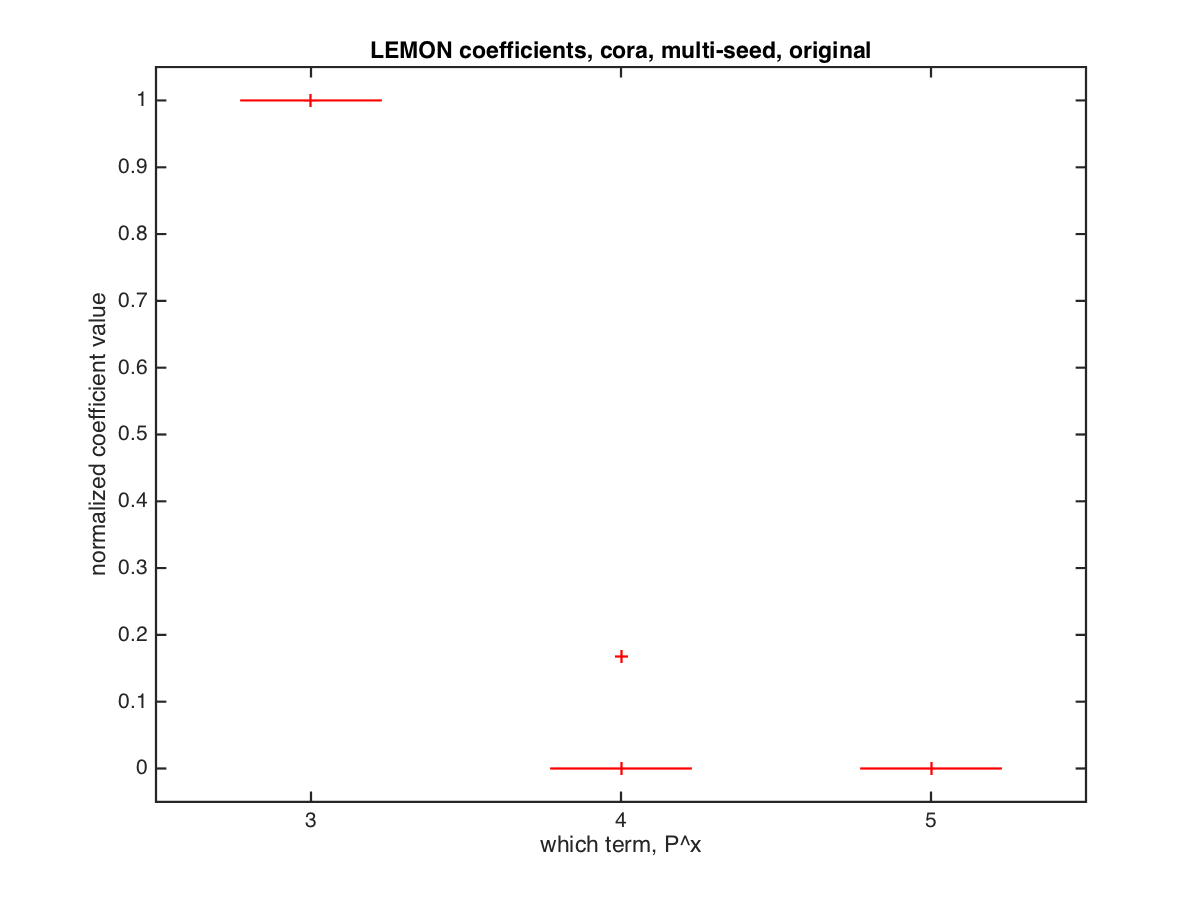 LEMON coefficients, cora, multi-seed, original
normalized coefficient value
1
0.9
0.8
0.7
0.6
0.5
0.4
0.3
0.2
0.1
0
3 4 5
which term, P^x